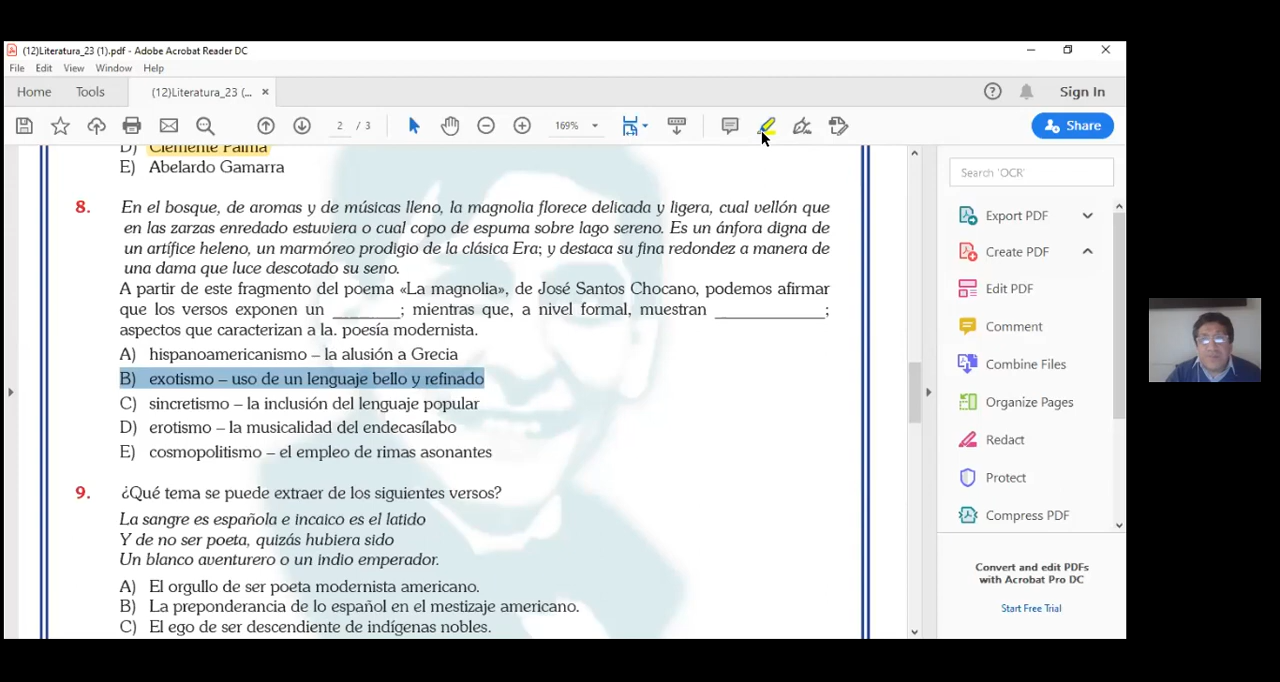 (12)Literatura_23 (1).pdf - Adobe Acrobat Reader DC
File Edit View Window Help
Home Tools (12)Literatura_23 (... × Sign In
2 / 3 169% Share
D) Clemente Palma
E) Abelardo Gamarra
8. En el bosque, de aromas y de músicas lleno, la magnolia florece delicada y ligera, cual vellón que
en las zarzas enredado estuviera o cual copo de espuma sobre lago sereno. Es un ánfora digna de
un artífice heleno, un marmóreo prodigio de la clásica Era; y destaca su fina redondez a manera de
una dama que luce descotado su seno.
A partir de este fragmento del poema «La magnolia», de José Santos Chocano, podemos afirmar
que los versos exponen un ________; mientras que, a nivel formal, muestran _____________;
aspectos que caracterizan a la. poesía modernista.
A) hispanoamericanismo – la alusión a Grecia
B) exotismo – uso de un lenguaje bello y refinado
C) sincretismo – la inclusión del lenguaje popular
D) erotismo – la musicalidad del endecasílabo
E) cosmopolitismo – el empleo de rimas asonantes
9. ¿Qué tema se puede extraer de los siguientes versos?
La sangre es española e incaico es el latido
Y de no ser poeta, quizás hubiera sido
Un blanco aventurero o un indio emperador.
A) El orgullo de ser poeta modernista americano.
B) La preponderancia de lo español en el mestizaje americano.
C) El ego de ser descendiente de indígenas nobles.
Search 'OCR'
Export PDF
Create PDF
Edit PDF
Comment
Combine Files
Organize Pages
Redact
Protect
Compress PDF
Convert and edit PDFs
with Acrobat Pro DC
Start Free Trial